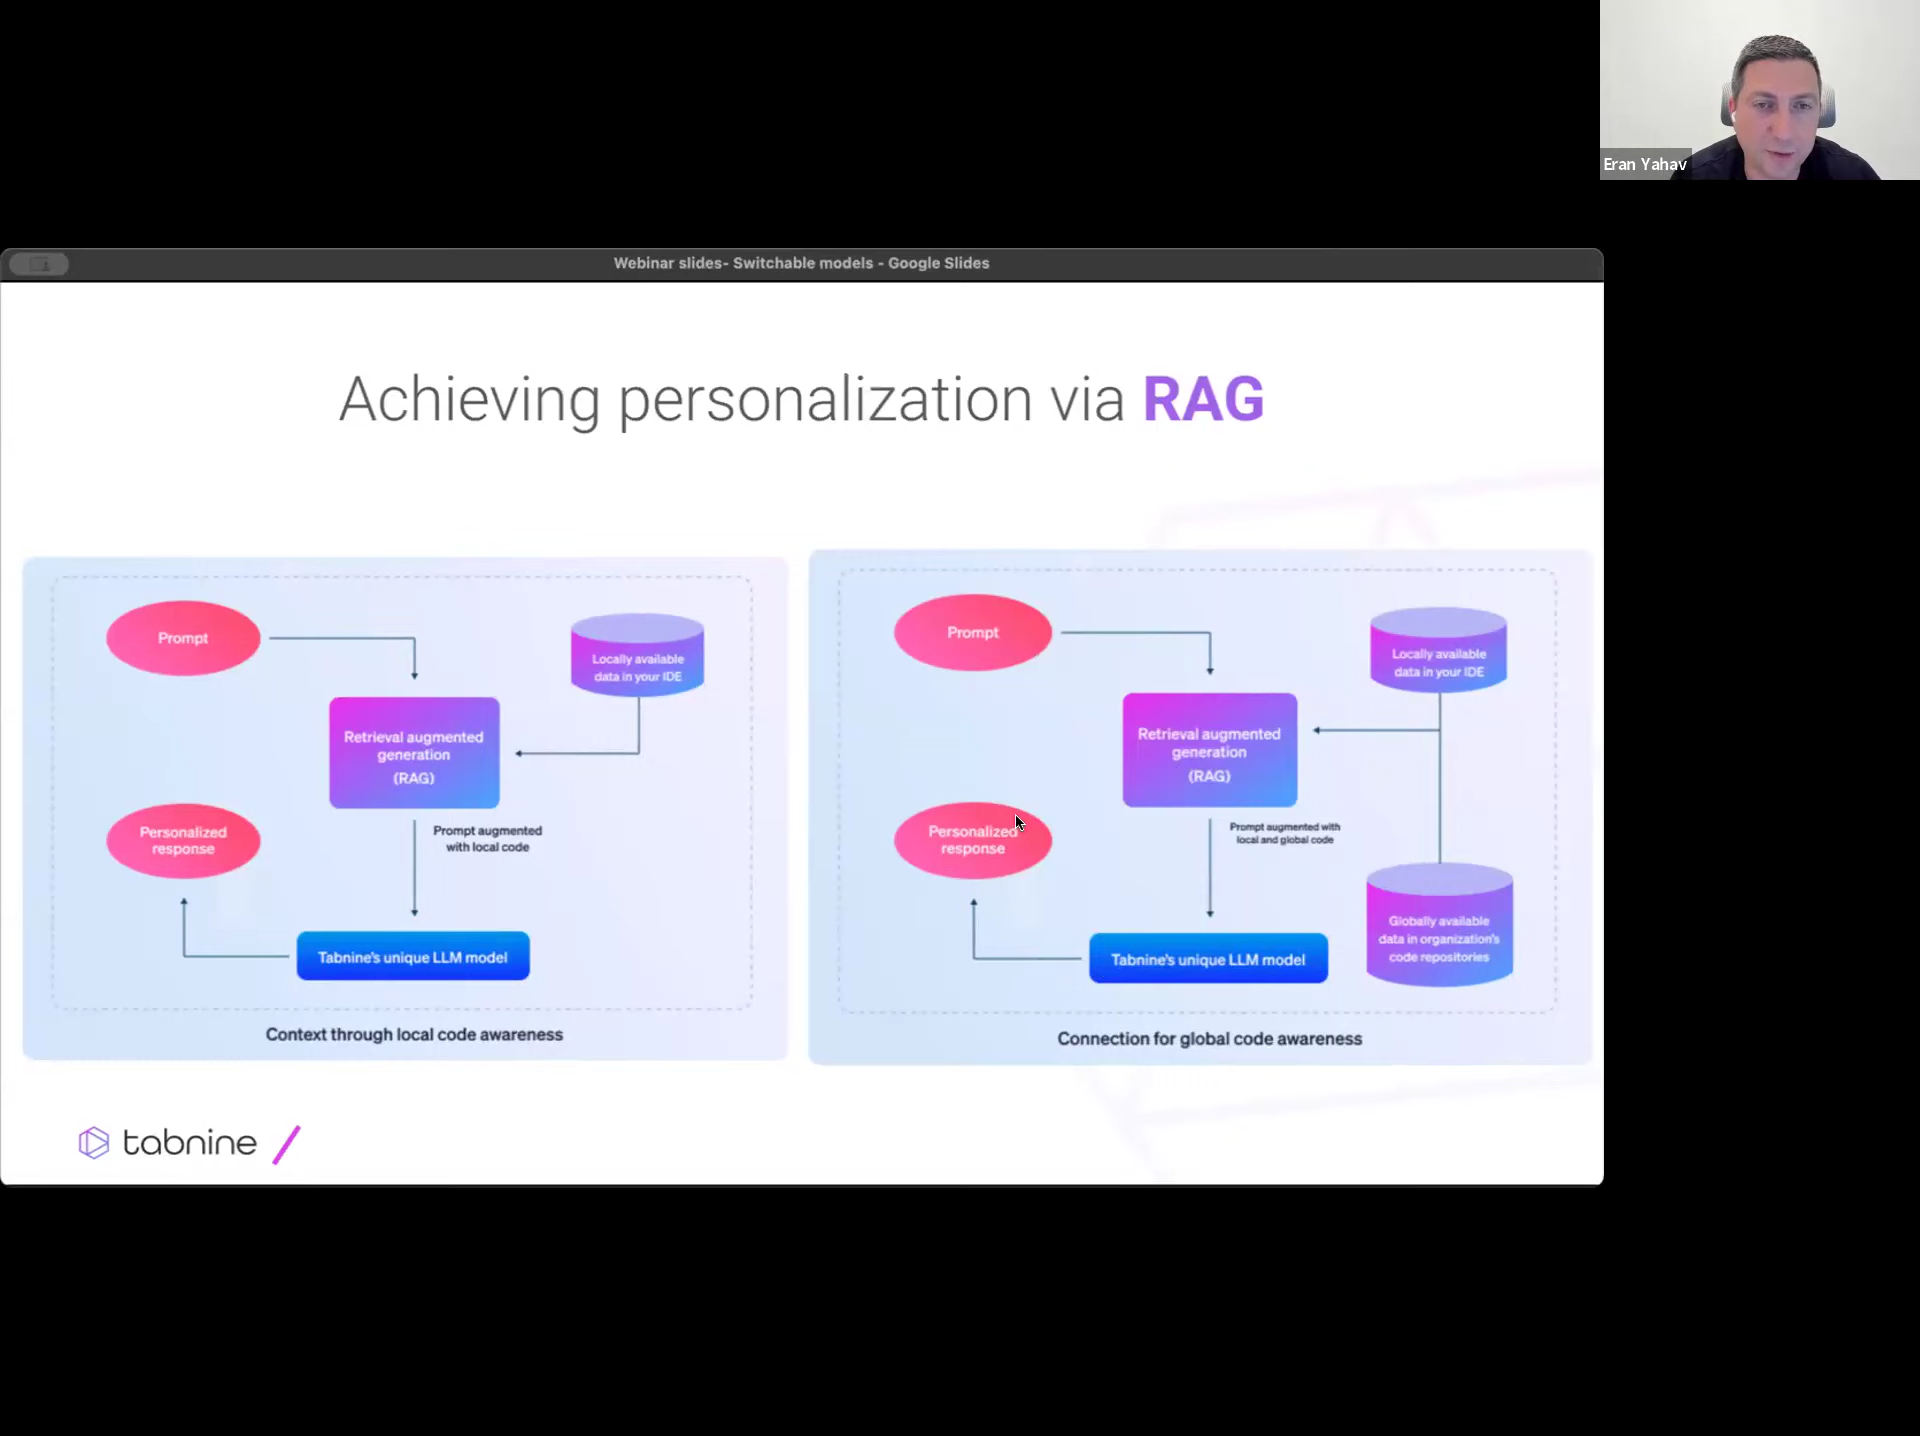 Eran Yahav
Webinar slides- Switchable models - Google Slides
Achieving personalization via RAG
Prompt
Locally available
data in your IDE
Retrieval augmented
generation
(RAG)
Personalized
response
Prompt augmented
with local code
Tabnine's unique LLM model
Context through local code awareness
Prompt
Locally available
data in your IDE
Retrieval augmented
generation
(RAG)
Personalized
response
Prompt augmented with
local and global code
Globally available
data in organization's
code repositories
Tabnine's unique LLM model
Connection for global code awareness
tabnine